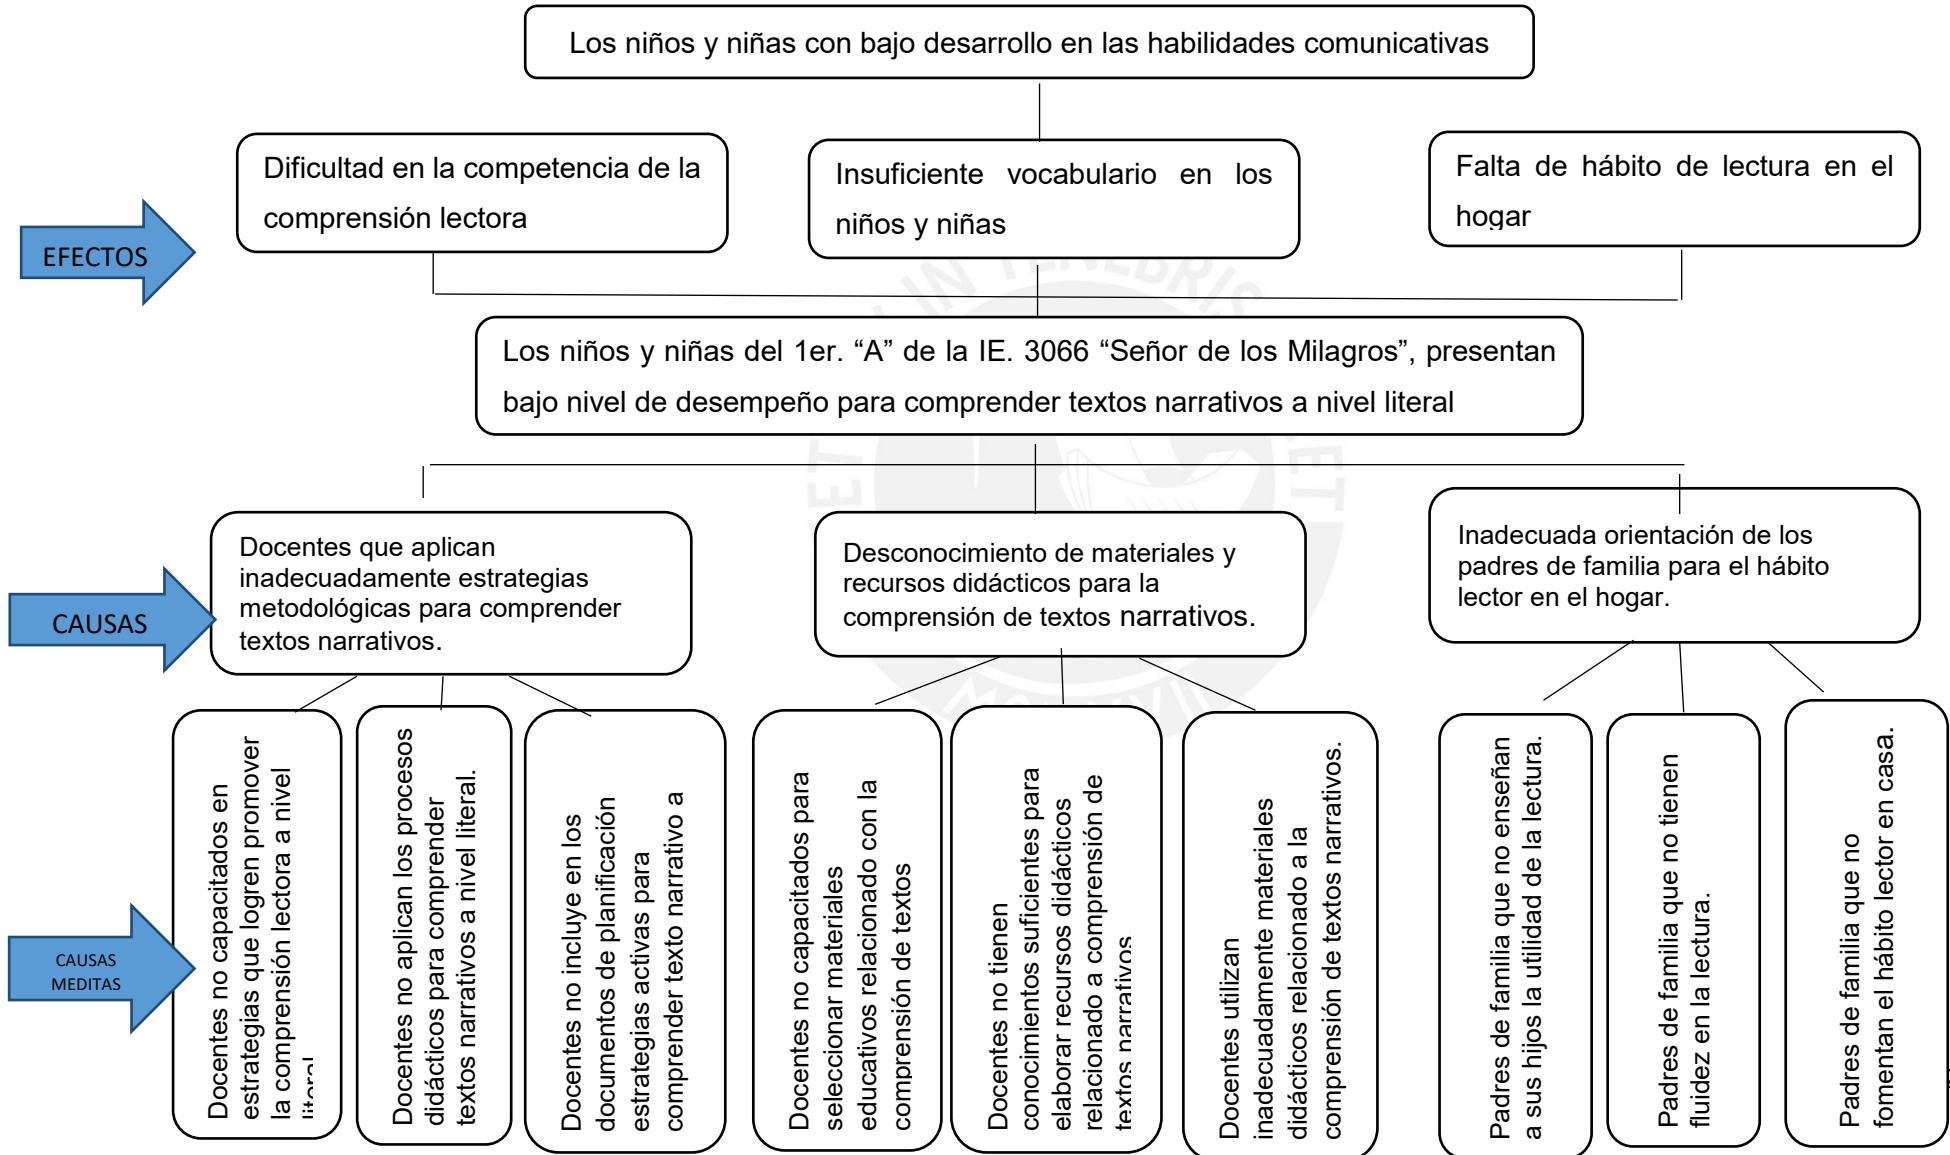 Los niños y niñas con bajo desarrollo en las habilidades comunicativas
Dificultad en la competencia de la
comprensión lectora
Insuficiente vocabulario en los
niños y niñas
Falta de hábito de lectura en el
hogar
EFECTOS
Los niños y niñas del 1er. “A” de la IE. 3066 “Señor de los Milagros”, presentan
bajo nivel de desempeño para comprender textos narrativos a nivel literal
CAUSAS
Docentes que aplican
inadecuadamente estrategias
metodológicas para comprender
textos narrativos.
Desconocimiento de materiales y
recursos didácticos para la
comprensión de textos narrativos.
Inadecuada orientación de los
padres de familia para el hábito
lector en el hogar.
CAUSAS
MEDITAS
Docentes no capacitados en
estrategias que logren promover
la comprensión lectora a nivel
literal
Docentes no aplican los procesos
didácticos para comprender
textos narrativos a nivel literal.
Docentes no incluye en los
documentos de planificación
estrategias activas para
comprender texto narrativo a
Docentes no capacitados para
seleccionar materiales
educativos relacionado con la
comprensión de textos
Docentes no tienen
conocimientos suficientes para
elaborar recursos didácticos
relacionado a comprensión de
textos narrativos
Docentes utilizan
inadecuadamente materiales
didácticos relacionado a la
comprensión de textos narrativos.
Padres de familia que no enseñan
a sus hijos la utilidad de la lectura.
Padres de familia que no tienen
fluidez en la lectura.
Padres de familia que no
fomentan el hábito lector en casa.